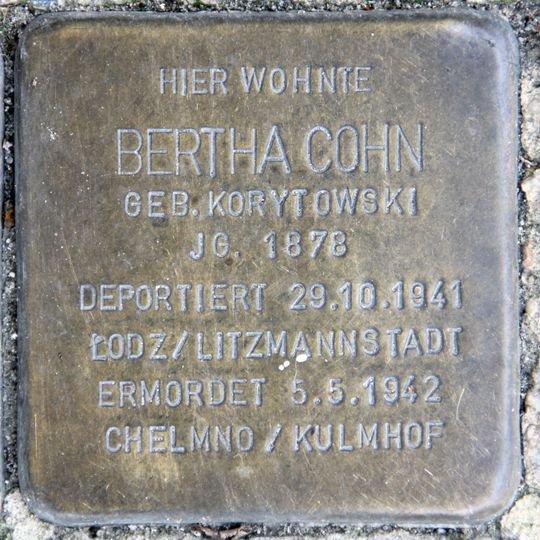 HIER WOHNTE
BERTHA COHN
GEB. KORYTOWSKI
JG. 1878
DEPORTIERT 29.10.1941
ŁODZ / LITZMANNSTADT
ERMORDET 5.5.1942
CHELMNO / KULMHOF